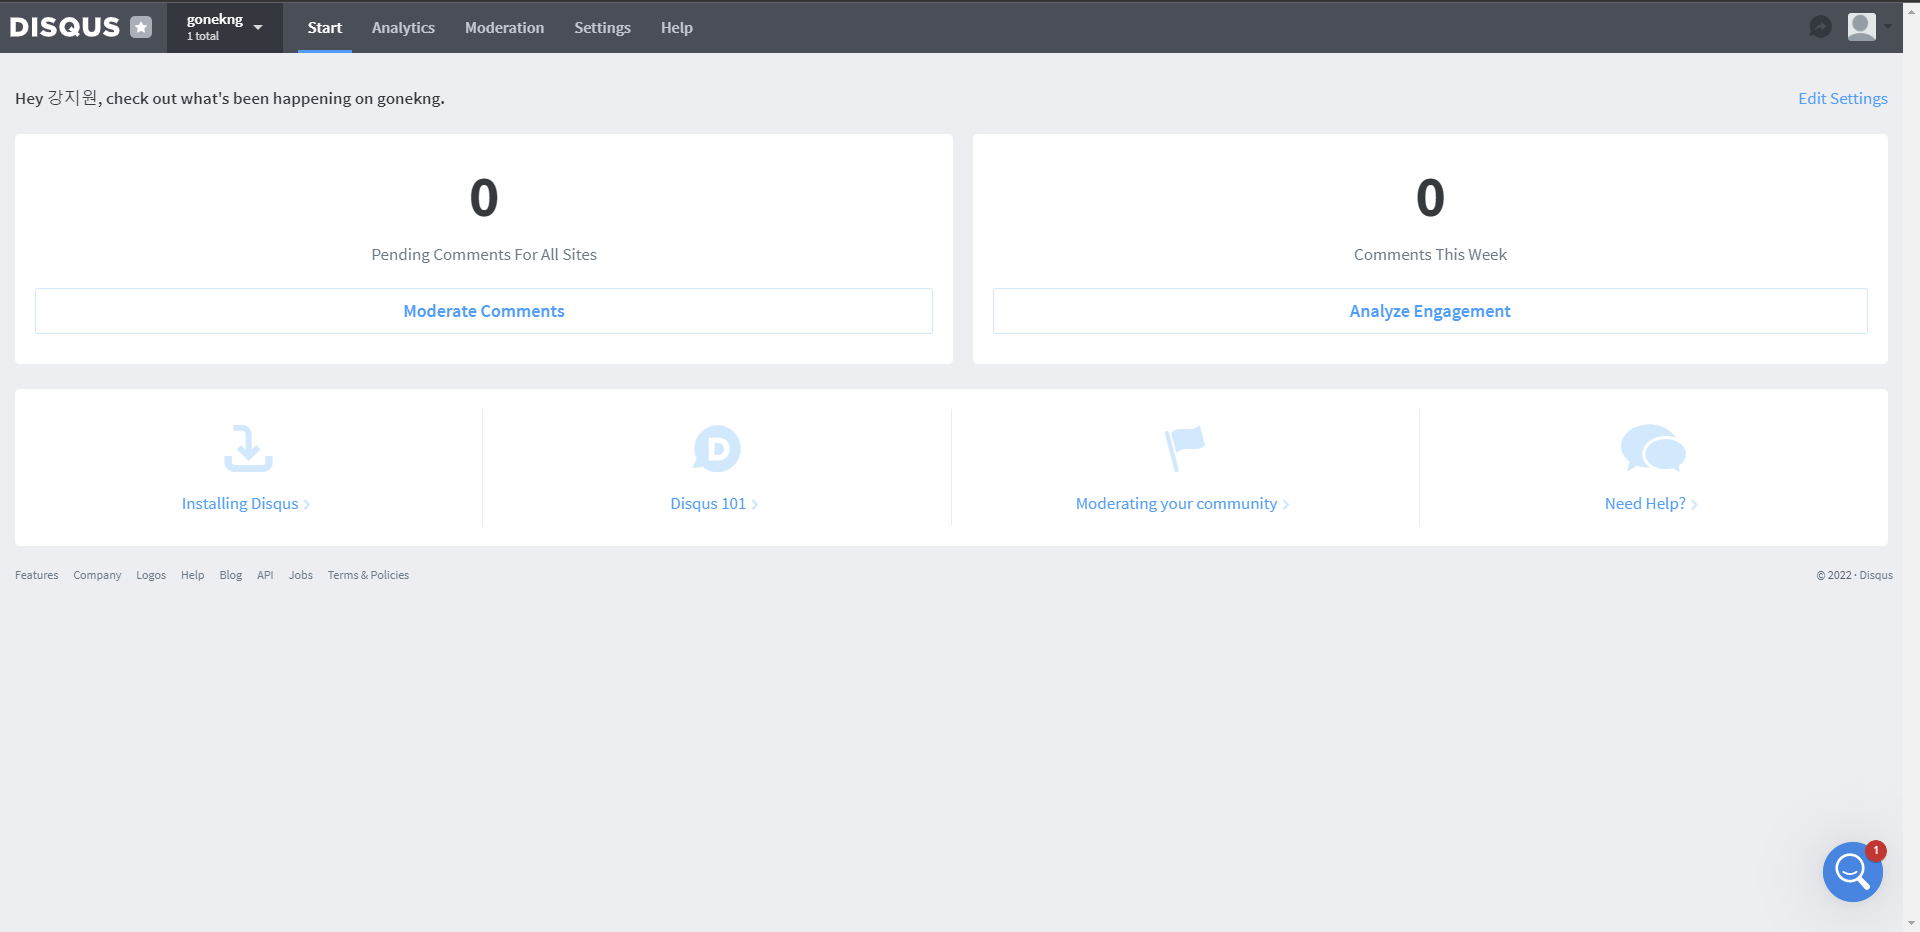 DISQUS
gonekng
1 total
Start
Analytics
Moderation
Settings
Help
Hey 강지원, check out what's been happening on gonekng.
Edit Settings
0
Pending Comments For All Sites
Moderate Comments
0
Comments This Week
Analyze Engagement
D
Installing Disqus
Disqus 101
Moderating your community
Need Help?
Features Company Logos Help Blog API Jobs Terms & Policies
© 2022 · Disqus
1